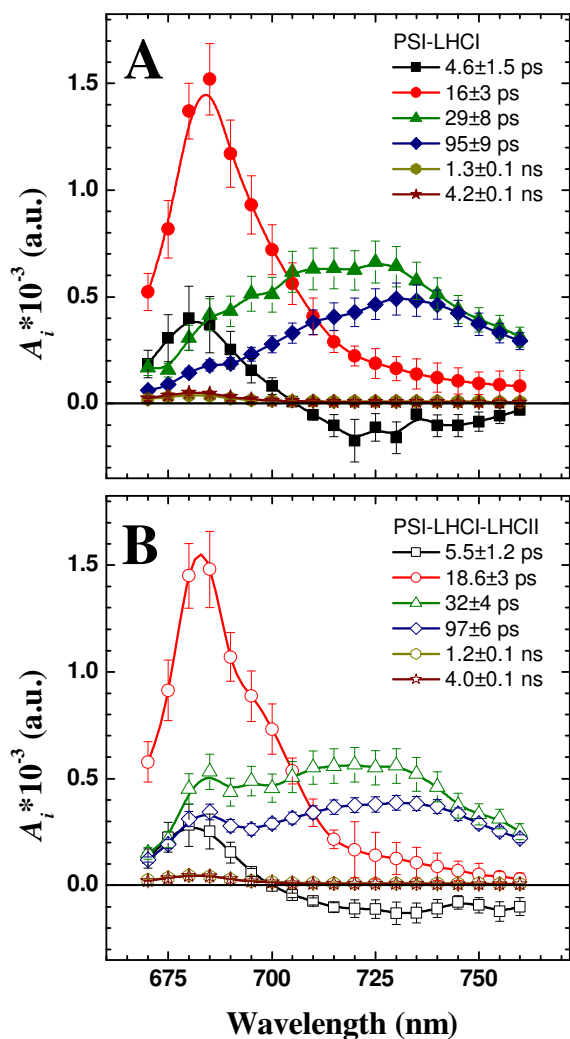 A
PSI-LHCI
4.6±1.5 ps
16±3 ps
29±8 ps
95±9 ps
1.3±0.1 ns
4.2±0.1 ns
1.5
1.0
0.5
0.0
A_i*10^-3 (a.u.)
B
PSI-LHCI-LHCII
5.5±1.2 ps
18.6±3 ps
32±4 ps
97±6 ps
1.2±0.1 ns
4.0±0.1 ns
1.5
1.0
0.5
0.0
A_i*10^-3 (a.u.)
675 700 725 750
Wavelength (nm)